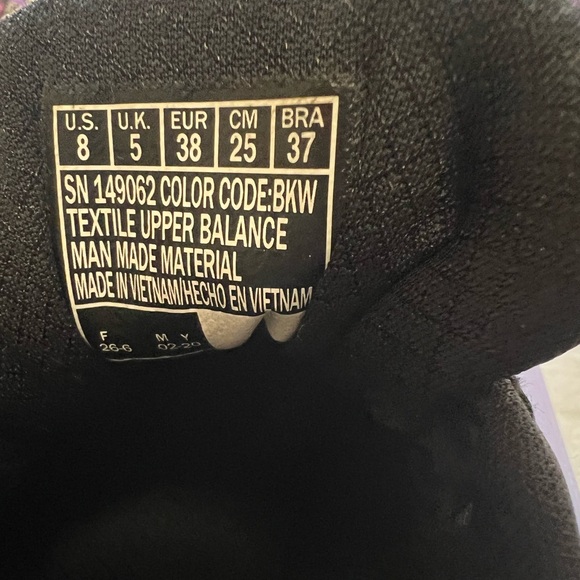 U.S. U.K. EUR CM BRA
8 5 38 25 37
SN 149062 COLOR CODE:BKW
TEXTILE UPPER BALANCE
MAN MADE MATERIAL
MADE IN VIETNAM/HECHO EN VIETNAM
F M Y
26-6 02-20